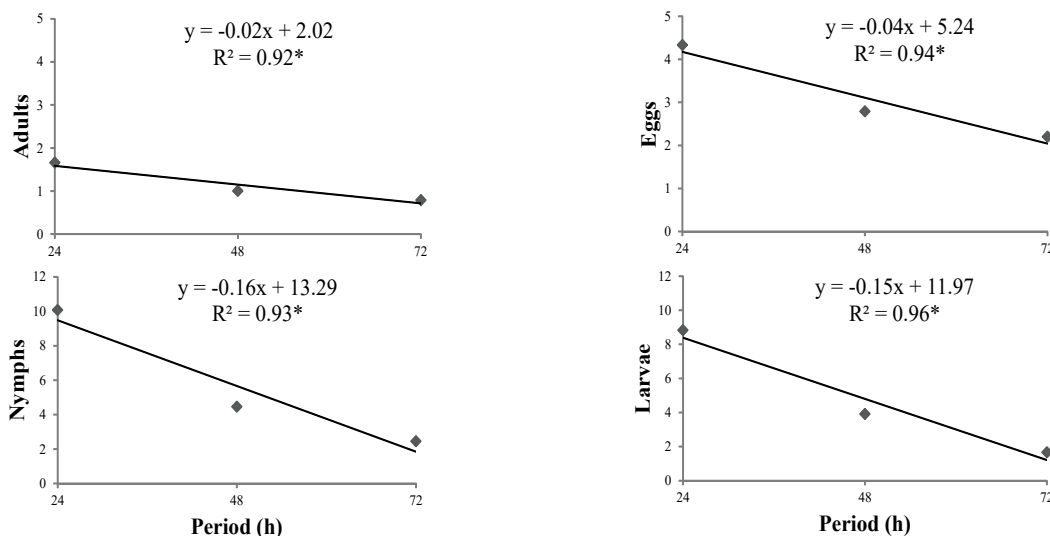 y = -0.02x + 2.02
R² = 0.92*
5
4
3
2
1
0
Adults
24
48
72
y = -0.04x + 5.24
R² = 0.94*
5
4
3
2
1
0
Eggs
24
48
72
y = -0.16x + 13.29
R² = 0.93*
12
10
8
6
4
2
0
Nymphs
24
48
72
Period (h)
y = -0.15x + 11.97
R² = 0.96*
12
10
8
6
4
2
0
Larvae
24
48
72
Period (h)